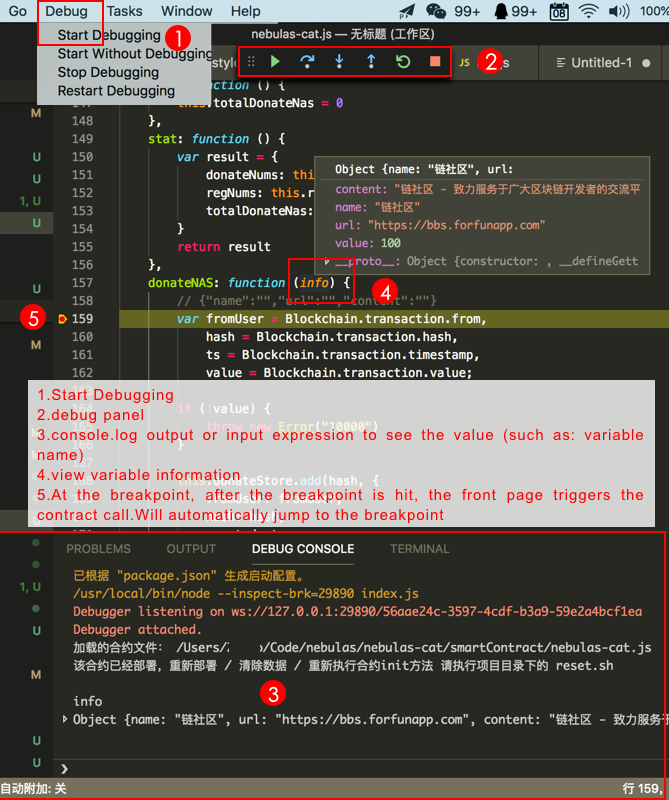 Go Debug Tasks Window Help 99+ 99+ 08 100%
Start Debugging
Start Without Debugging
Stop Debugging
Restart Debugging
1
nebulas-cat.js — 无标题 (工作区)
style
2
JS
s
Untitled-1
function () {
147 this.totalDonateNas = 0
M
148 },
149 stat: function () {
U 150 var result = {
U 151 donateNums: this
1, U 152 regNums: this.r
U 153 totalDonateNas:
154 }
155 return result
156 },
Object {name: "链社区", url:
content: "链社区 - 致力服务于广大区块链开发者的交流平
name: "链社区"
url: "https://bbs.forfunapp.com"
value: 100
__proto__: Object {constructor: , __defineGett
157 donateNAS: function (info) {
U 158 // {"name":"","url":"","content":""}
4
5
159 var fromUser = Blockchain.transaction.from,
160 hash = Blockchain.transaction.hash,
M 161 ts = Blockchain.transaction.timestamp,
162 value = Blockchain.transaction.value;
if (!value) {
throw new Error("10000")
}
168 this.donateStore.add(hash, {
1.Start Debugging
2.debug panel
3.console.log output or input expression to see the value (such as: variable
name)
4.view variable information
5.At the breakpoint, after the breakpoint is hit, the front page triggers the
contract call.Will automatically jump to the breakpoint
PROBLEMS OUTPUT DEBUG CONSOLE TERMINAL
已根据 "package.json" 生成启动配置。
1, U /usr/local/bin/node --inspect-brk=29890 index.js
Debugger listening on ws://127.0.0.1:29890/56aae24c-3597-4cdf-b3a9-59e2a4bcf1ea
U Debugger attached.
加载的合约文件: /Users/ /Code/nebulas/nebulas-cat/smartContract/nebulas-cat.js
M 该合约已经部署，重新部署 / 清除数据 / 重新执行合约init方法 请执行项目目录下的 reset.sh
info
3
Object {name: "链社区", url: "https://bbs.forfunapp.com", content: "链社区 - 致力服务于
U
U
自动附加: 关
行 159,